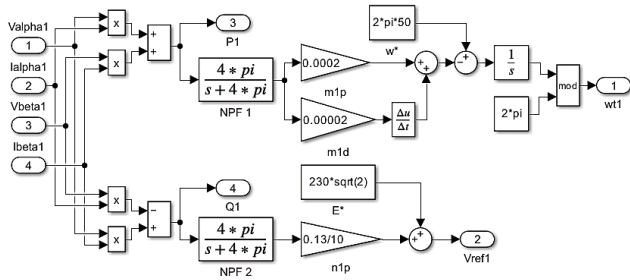 Valpha1
1
Ialpha1
2
Vbeta1
3
Ibeta1
4
x
x
+
+
3
P1
4 * pi
s + 4 * pi
NPF 1
0.0002
m1p
0.00002
m1d
Δu
Δt
2*pi*50
w*
+
+
+
−
1
s
2*pi
mod
1
wt1
x
x
−
+
4
Q1
4 * pi
s + 4 * pi
NPF 2
230*sqrt(2)
E*
0.13/10
n1p
+
+
2
Vref1